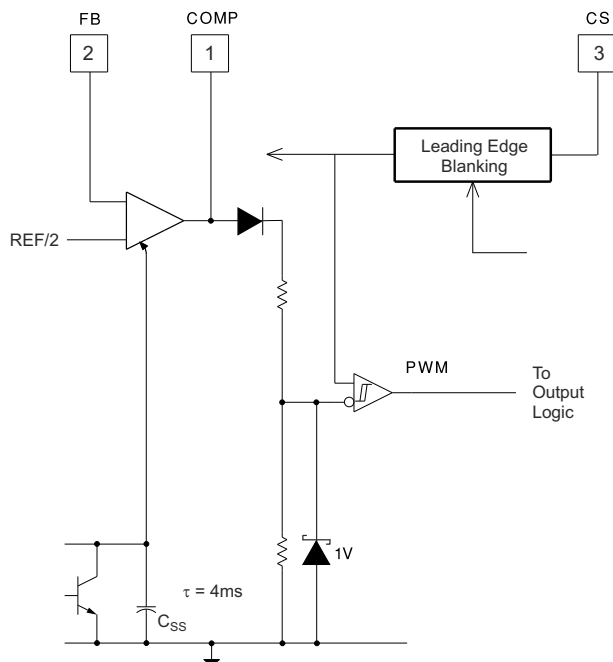 FB
COMP
CS
2
1
3
Leading Edge
Blanking
REF/2
PWM
To
Output
Logic
1V
τ = 4ms
CSS